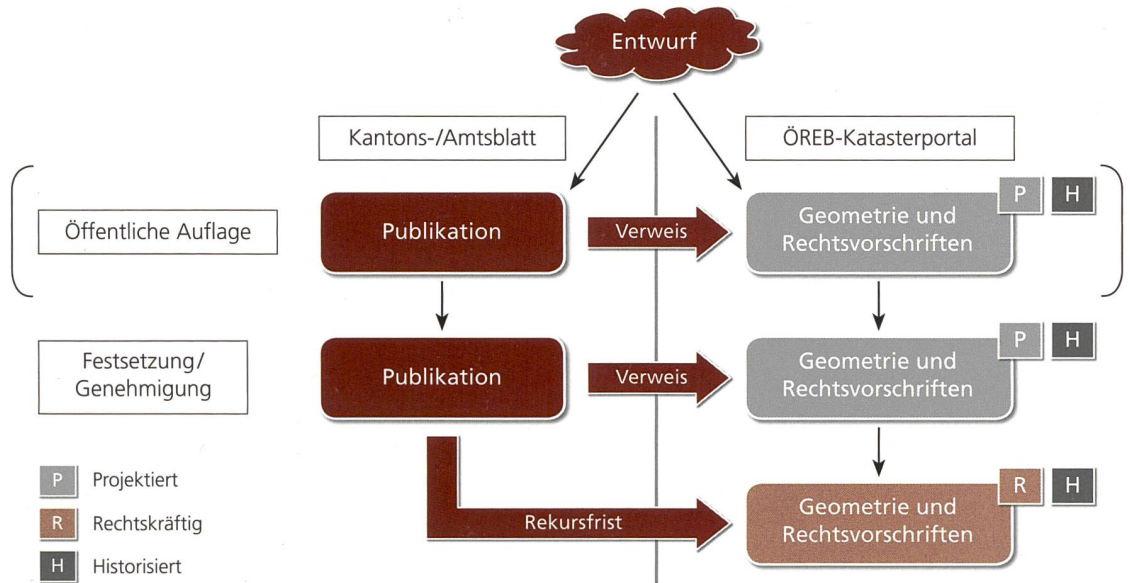 Entwurf
Kantons-/Amtsblatt
ÖREB-Katasterportal
Öffentliche Auflage
Publikation
Verweis
Geometrie und
Rechtsvorschriften
P
H
Festsetzung/
Genehmigung
Publikation
Verweis
Geometrie und
Rechtsvorschriften
P
H
P Projektiert
R Rechtskräftig
H Historisiert
Rekursfrist
Geometrie und
Rechtsvorschriften
R
H